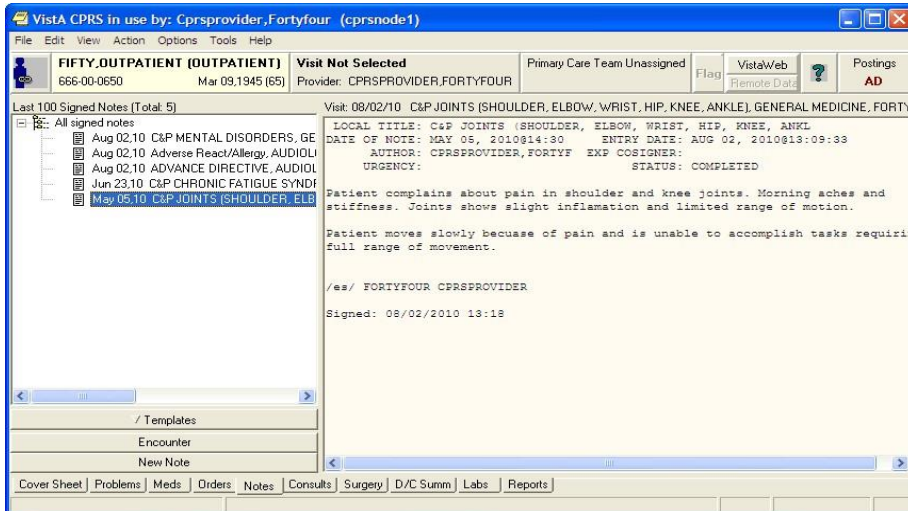 VistA CPRS in use by: Cprsprovider,Fortyfour (cprsnode1)
File Edit View Action Options Tools Help
FIFTY,OUTPATIENT (OUTPATIENT)
666-00-0650 Mar 09,1945 (65)
Visit Not Selected
Provider: CPRSPROVIDER,FORTYFOUR
Primary Care Team Unassigned
Flag
VistaWeb
Remote Data
?
Postings
AD
Last 100 Signed Notes (Total: 5)
All signed notes
Aug 02,10 C&P MENTAL DISORDERS, GE
Aug 02,10 Adverse React/Allergy, AUDIOL
Aug 02,10 ADVANCE DIRECTIVE, AUDIOL
Jun 23,10 C&P CHRONIC FATIGUE SYND
May 05,10 C&P JOINTS (SHOULDER, ELB
/ Templates
Encounter
New Note
Visit: 08/02/10 C&P JOINTS (SHOULDER, ELBOW, WRIST, HIP, KNEE, ANKLE), GENERAL MEDICINE, FORTY
LOCAL TITLE: C&P JOINTS (SHOULDER, ELBOW, WRIST, HIP, KNEE, ANKL
DATE OF NOTE: MAY 05, 2010@14:30 ENTRY DATE: AUG 02, 2010@13:09:33
AUTHOR: CPRSPROVIDER,FORTYF EXP COSIGNER:
URGENCY: STATUS: COMPLETED
Patient complains about pain in shoulder and knee joints. Morning aches and
stiffness. Joints shows slight inflamation and limited range of motion.
Patient moves slowly becuase of pain and is unable to accomplish tasks requiri
full range of movement.
/es/ FORTYFOUR CPRSPROVIDER
Signed: 08/02/2010 13:18
Cover Sheet Problems Meds Orders Notes Consults Surgery D/C Summ Labs Reports